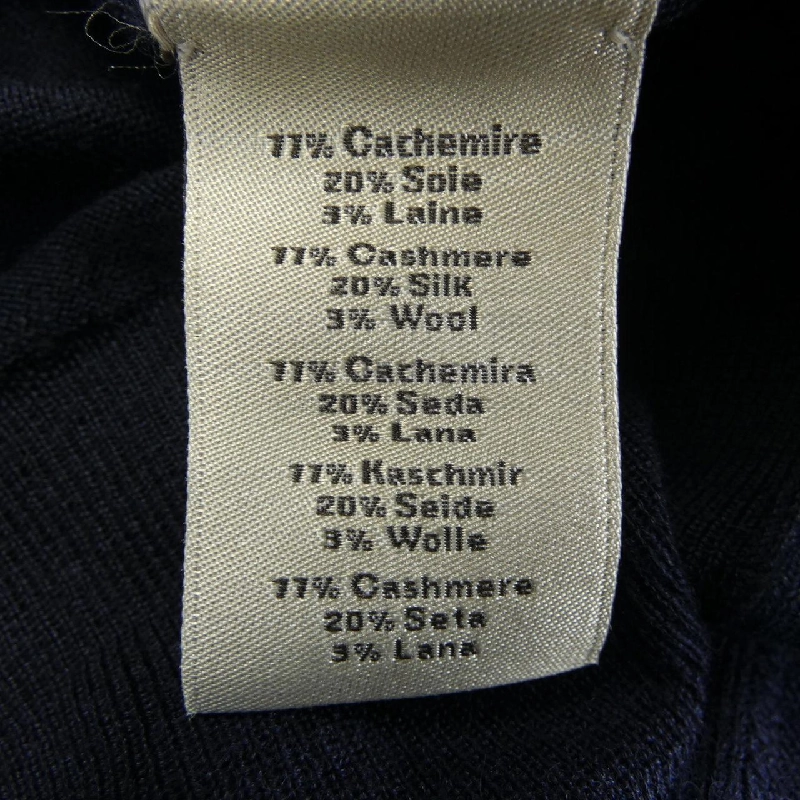 77% Cachemire
20% Soie
3% Laine
77% Cashmere
20% Silk
3% Wool
77% Cachemira
20% Seda
3% Lana
77% Kaschmir
20% Seide
3% Wolle
77% Cashmere
20% Seta
3% Lana